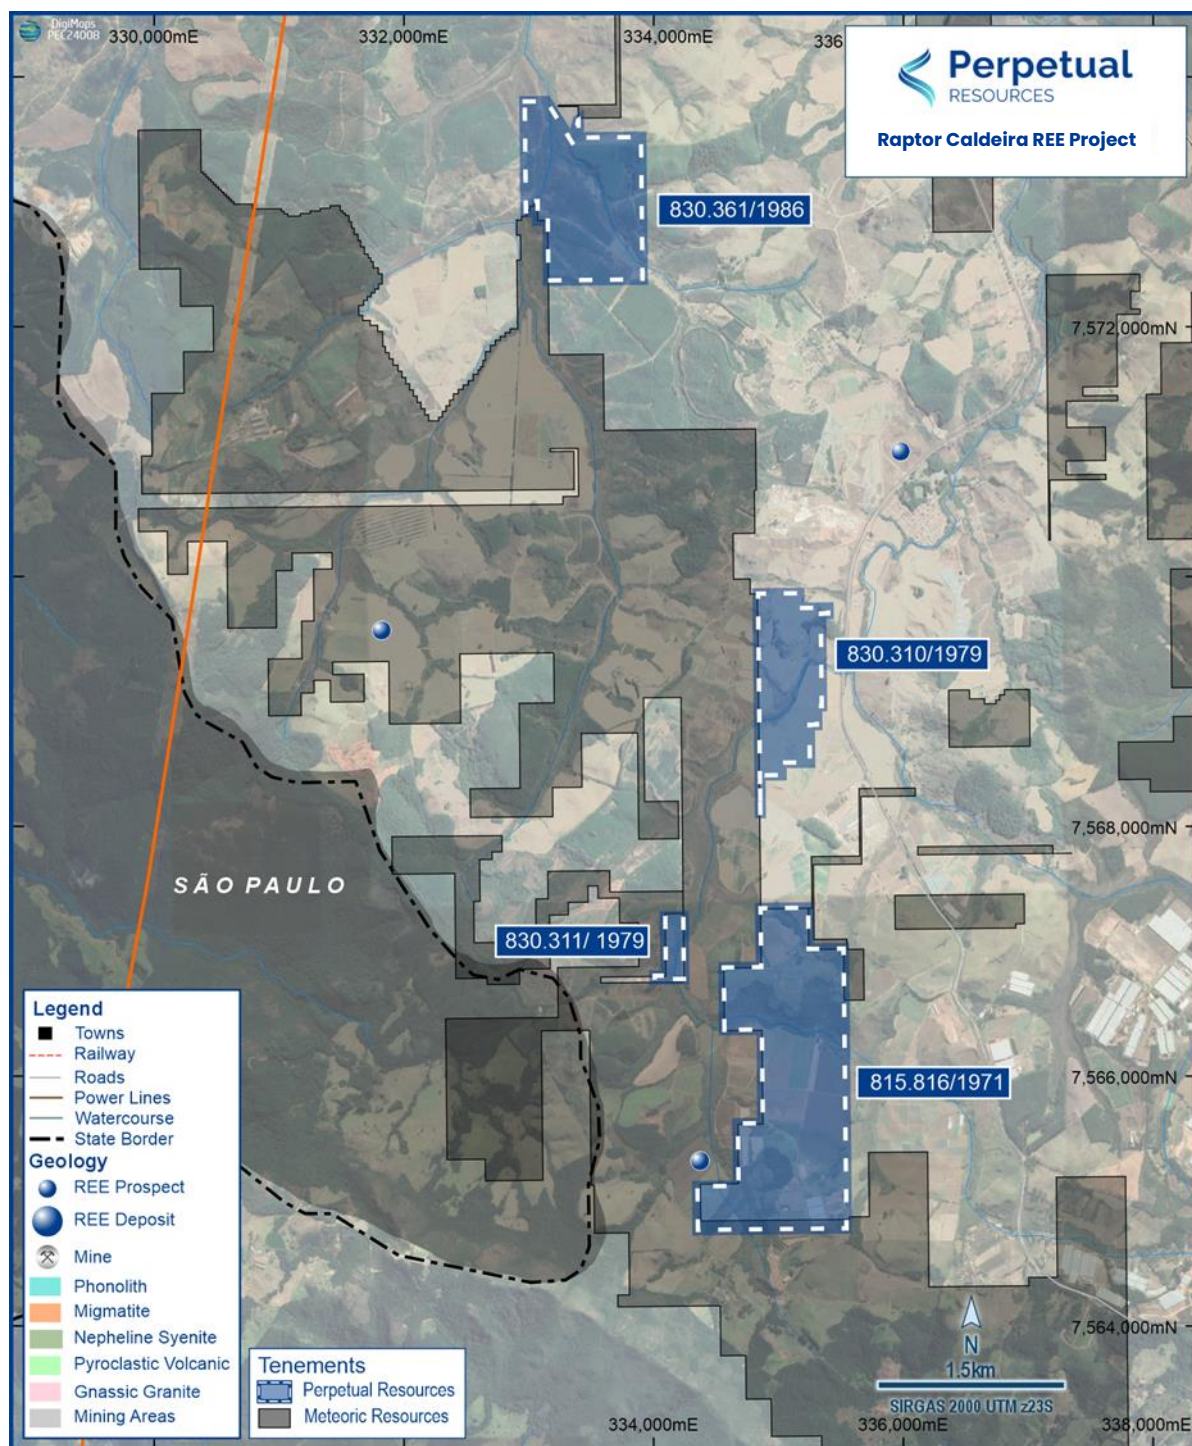 DigiMaps
PEC24008
330,000mE
332,000mE
334,000mE
336
Perpetual
RESOURCES
Raptor Caldeira REE Project
830.361/1986
7,572,000mN
830.310/1979
7,568,000mN
SÃO PAULO
830.311/ 1979
815.816/1971
7,566,000mN
7,564,000mN
Legend
Towns
Railway
Roads
Power Lines
Watercourse
State Border
Geology
REE Prospect
REE Deposit
Mine
Phonolith
Migmatite
Nepheline Syenite
Pyroclastic Volcanic
Gnassic Granite
Mining Areas
Tenements
Perpetual Resources
Meteoric Resources
N
1.5km
SIRGAS 2000 UTM z23S
334,000mE
336,000mE
338,000mE